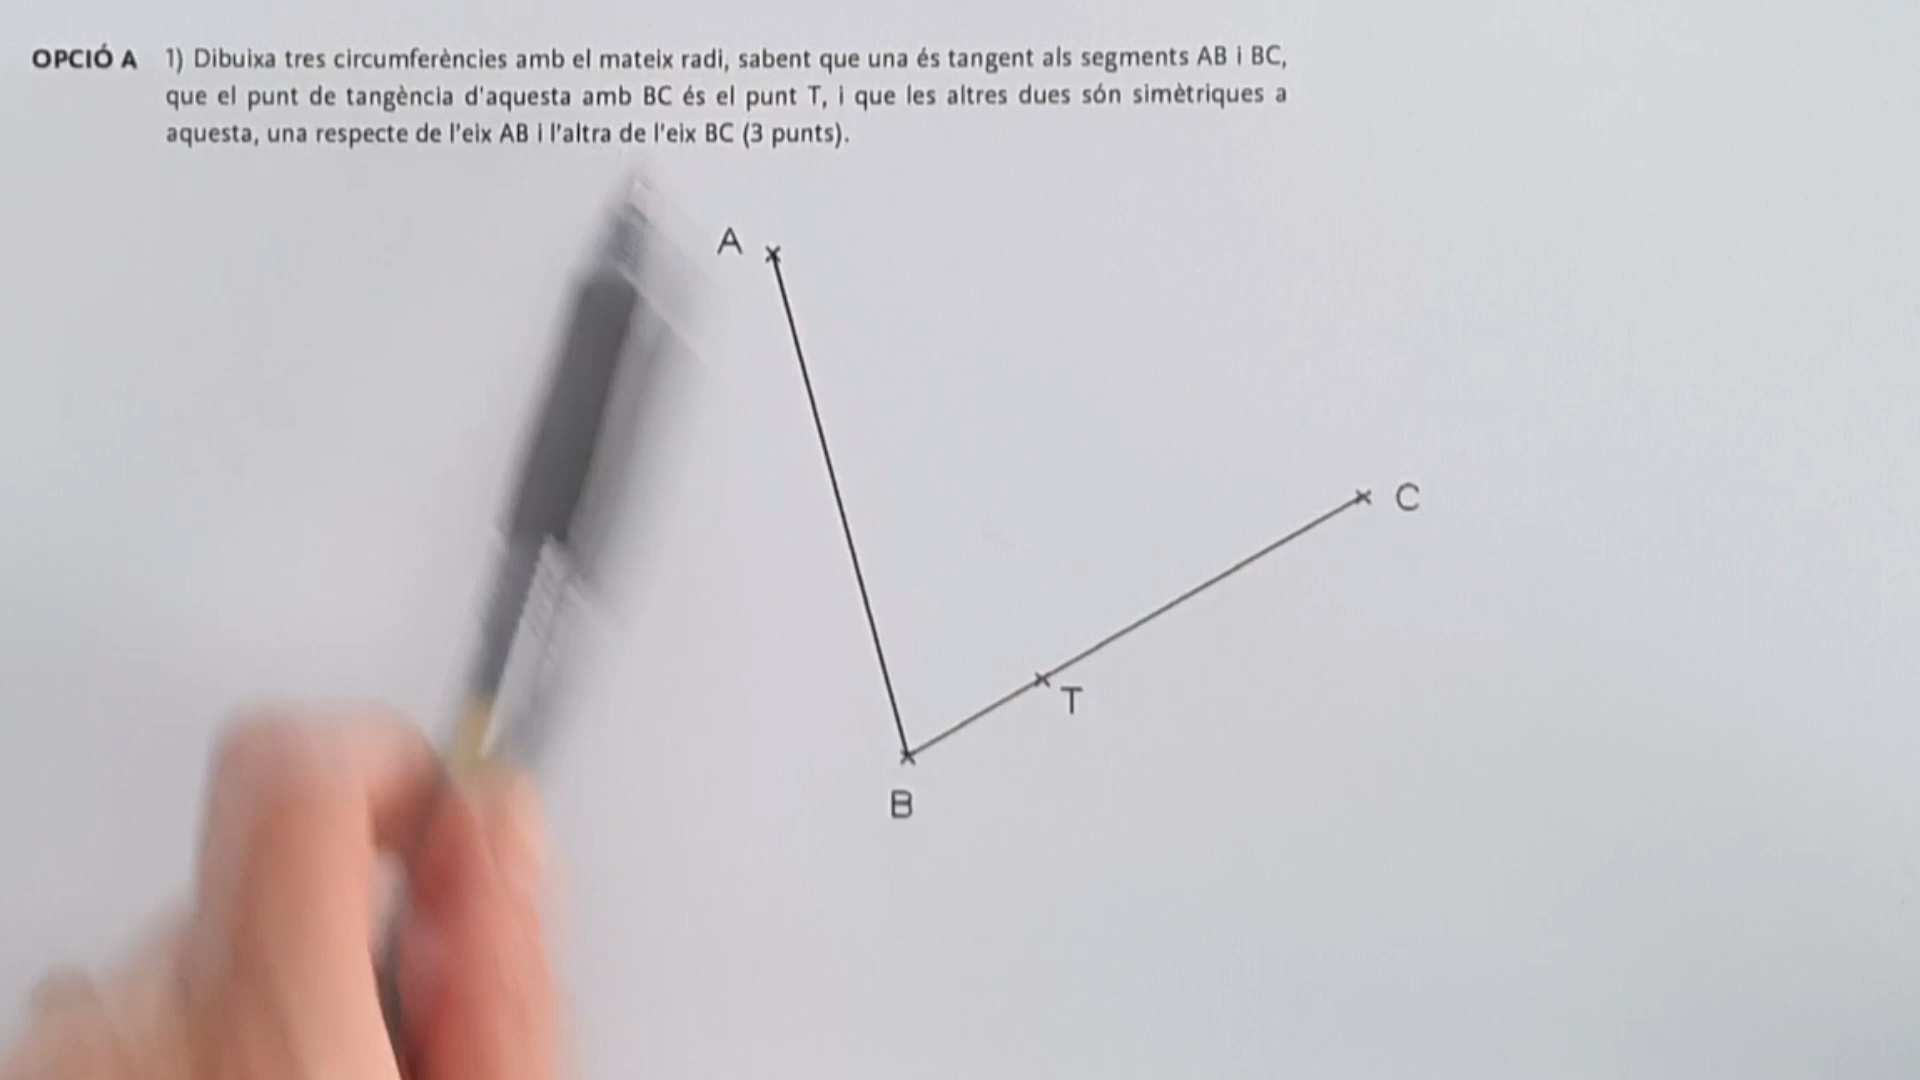 OPCIÓ A 1) Dibuixa tres circumferències amb el mateix radi, sabent que una és tangent als segments AB i BC,
que el punt de tangència d'aquesta amb BC és el punt T, i que les altres dues són simètriques a
aquesta, una respecte de l'eix AB i l'altra de l'eix BC (3 punts).
A
C
T
B